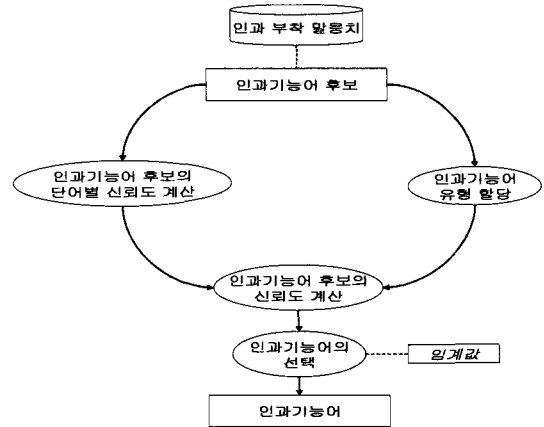 인과 부착 말뭉치
인과기능어 후보
인과기능어 후보의
단어별 신뢰도 계산
인과기능어
유형 할당
인과기능어 후보의
신뢰도 계산
인과기능어의
선택
임계값
인과기능어